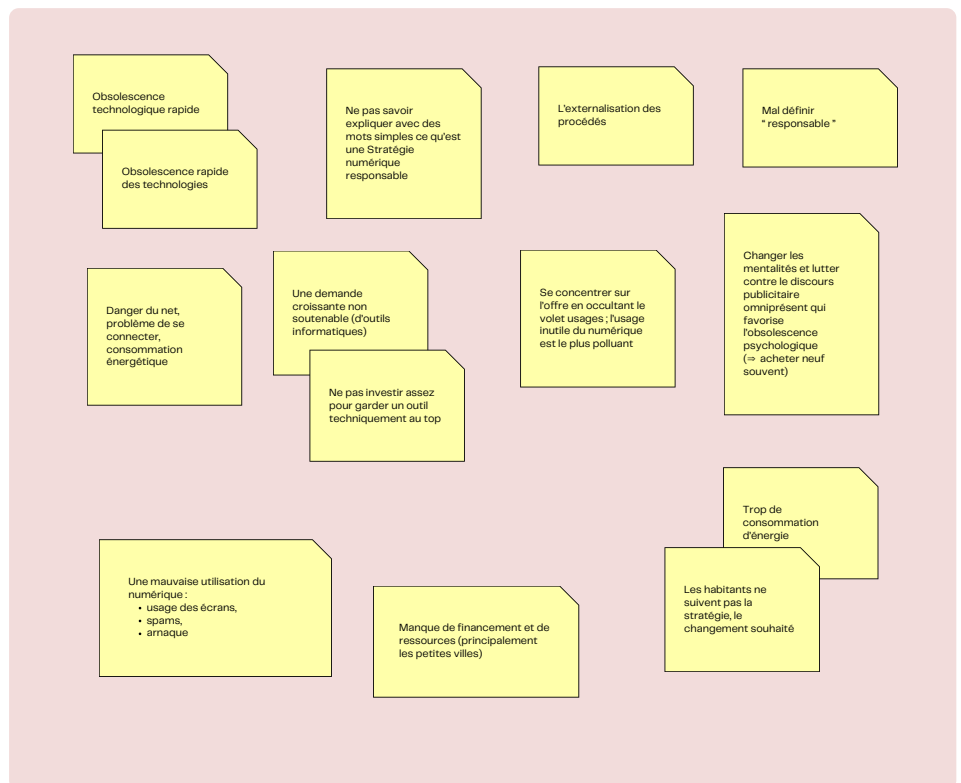 Obsolescence
technologique rapide
Obsolescence rapide
des technologies
Ne pas savoir
expliquer avec des
mots simples ce qu'est
une Stratégie
numérique
responsable
L'externalisation des
procédés
Mal définir
" responsable "
Danger du net,
problème de se
connecter,
consommation
énergétique
Une demande
croissante non
soutenable (d'outils
informatiques)
Ne pas investir assez
pour garder un outil
techniquement au top
Se concentrer sur
l'offre en occultant le
volet usages ; l'usage
inutile du numérique
est le plus polluant
Changer les
mentalités et lutter
contre le discours
publicitaire
omniprésent qui
favorise
l'obsolescence
psychologique
(⇒ acheter neuf
souvent)
Une mauvaise utilisation du
numérique :
• usage des écrans,
• spams,
• arnaque
Manque de financement et de
ressources (principalement
les petites villes)
Trop de
consommation
d'énergie
Les habitants ne
suivent pas la
stratégie, le
changement souhaité